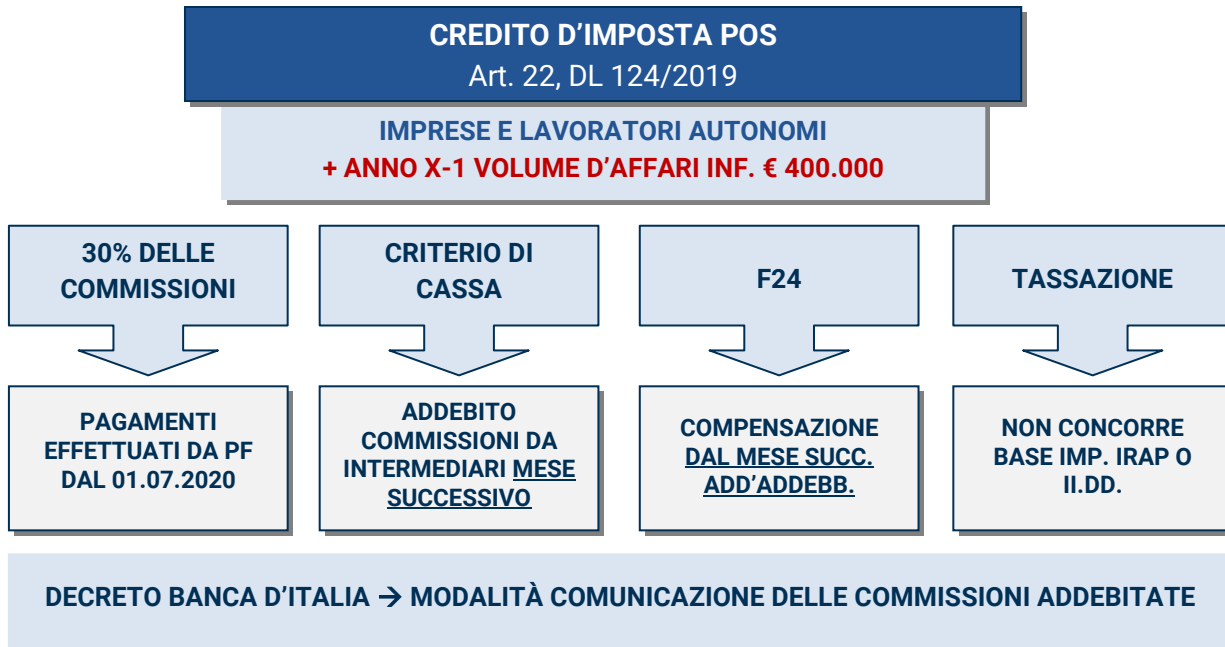 CREDITO D’IMPOSTA POS
Art. 22, DL 124/2019
IMPRESE E LAVORATORI AUTONOMI
+ ANNO X-1 VOLUME D’AFFARI INF. € 400.000
30% DELLE
COMMISSIONI
CRITERIO DI
CASSA
F24
TASSAZIONE
PAGAMENTI
EFFETTUATI DA PF
DAL 01.07.2020
ADDEBITO
COMMISSIONI DA
INTERMEDIARI MESE
SUCCESSIVO
COMPENSAZIONE
DAL MESE SUCC.
ADD’ADDEBB.
NON CONCORRE
BASE IMP. IRAP O
II.DD.
DECRETO BANCA D’ITALIA → MODALITÀ COMUNICAZIONE DELLE COMMISSIONI ADDEBITATE